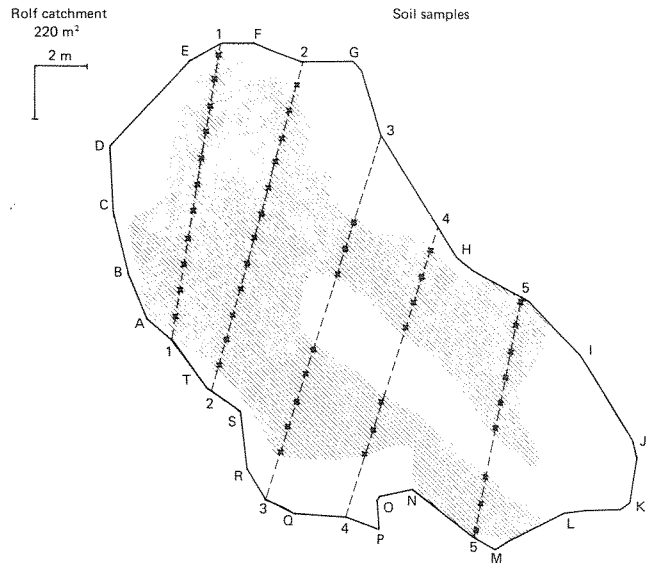 Rolf catchment
220 m²
2 m
Soil samples
1
F
2
G
E
3
D
4
C
H
B
5
A
1
I
T
2
S
J
R
3
Q
4
O
N
P
5
M
L
K